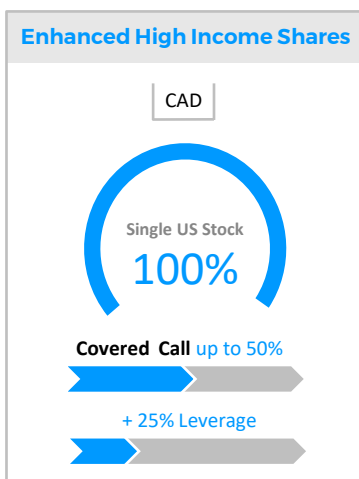 Enhanced High Income Shares
CAD
Single US Stock
100%
Covered Call up to 50%
+ 25% Leverage